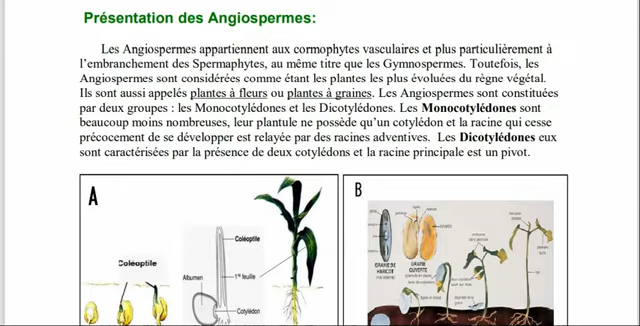 Présentation des Angiospermes:
Les Angiospermes appartiennent aux cormophytes vasculaires et plus particulièrement à
l'embranchement des Spermaphytes, au même titre que les Gymnospermes. Toutefois, les
Angiospermes sont considérées comme étant les plantes les plus évoluées du règne végétal.
Ils sont aussi appelés plantes à fleurs ou plantes à graines. Les Angiospermes sont constituées
par deux groupes : les Monocotylédones et les Dicotylédones. Les Monocotylédones sont
beaucoup moins nombreuses, leur plantule ne possède qu'un cotylédon et la racine qui cesse
précocement de se développer est relayée par des racines adventives. Les Dicotylédones eux
sont caractérisées par la présence de deux cotylédons et la racine principale est un pivot.
A
B
Coléoptile
Coléoptile
Albumen
1re feuille
Cotylédon
GRAINE DE
HARICOT
GRAINE
OUVERTE